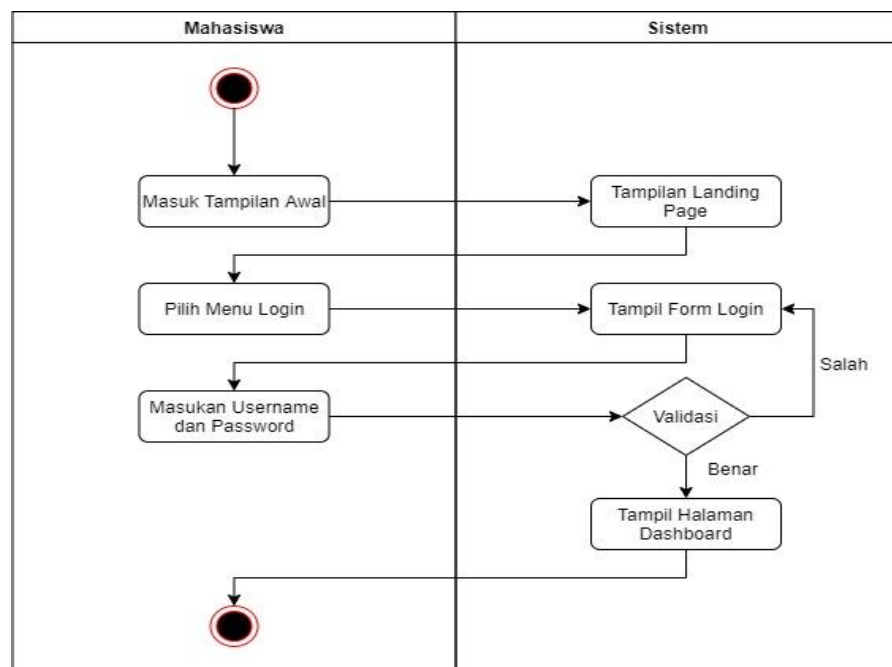 Mahasiswa
Sistem
Masuk Tampilan Awal
Tampilan Landing
Page
Pilih Menu Login
Tampil Form Login
Salah
Masukan Username
dan Password
Validasi
Benar
Tampil Halaman
Dashboard